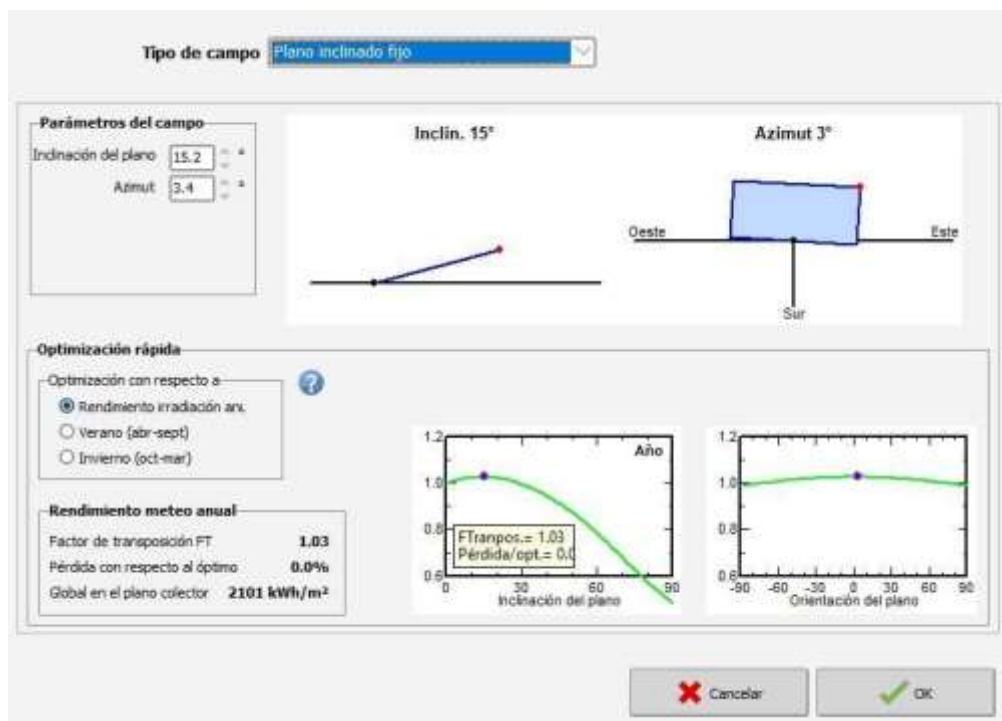 Tipo de campo Plano inclinado fijo
Parámetros del campo
Inclinación del plano 15.2 °
Azimut 3.4 °
Inclin. 15°
Azimut 3°
Oeste
Este
Sur
Optimización rápida
Optimización con respecto a
Rendimiento irradiación anu.
Verano (abr-sept)
Invierno (oct-mar)
?
Rendimiento meteo anual
Factor de transposición FT 1.03
Pérdida con respecto al óptimo 0.0%
Global en el plano colector 2101 kWh/m²
Año
1.2
1.0
0.8
0.6
FTranpos.= 1.03
Pérdida/opt.= 0.0
0 30 60 90
Inclinación del plano
1.2
1.0
0.8
0.6
-90 -60 -30 0 30 60 90
Orientación del plano
Cancelar
OK